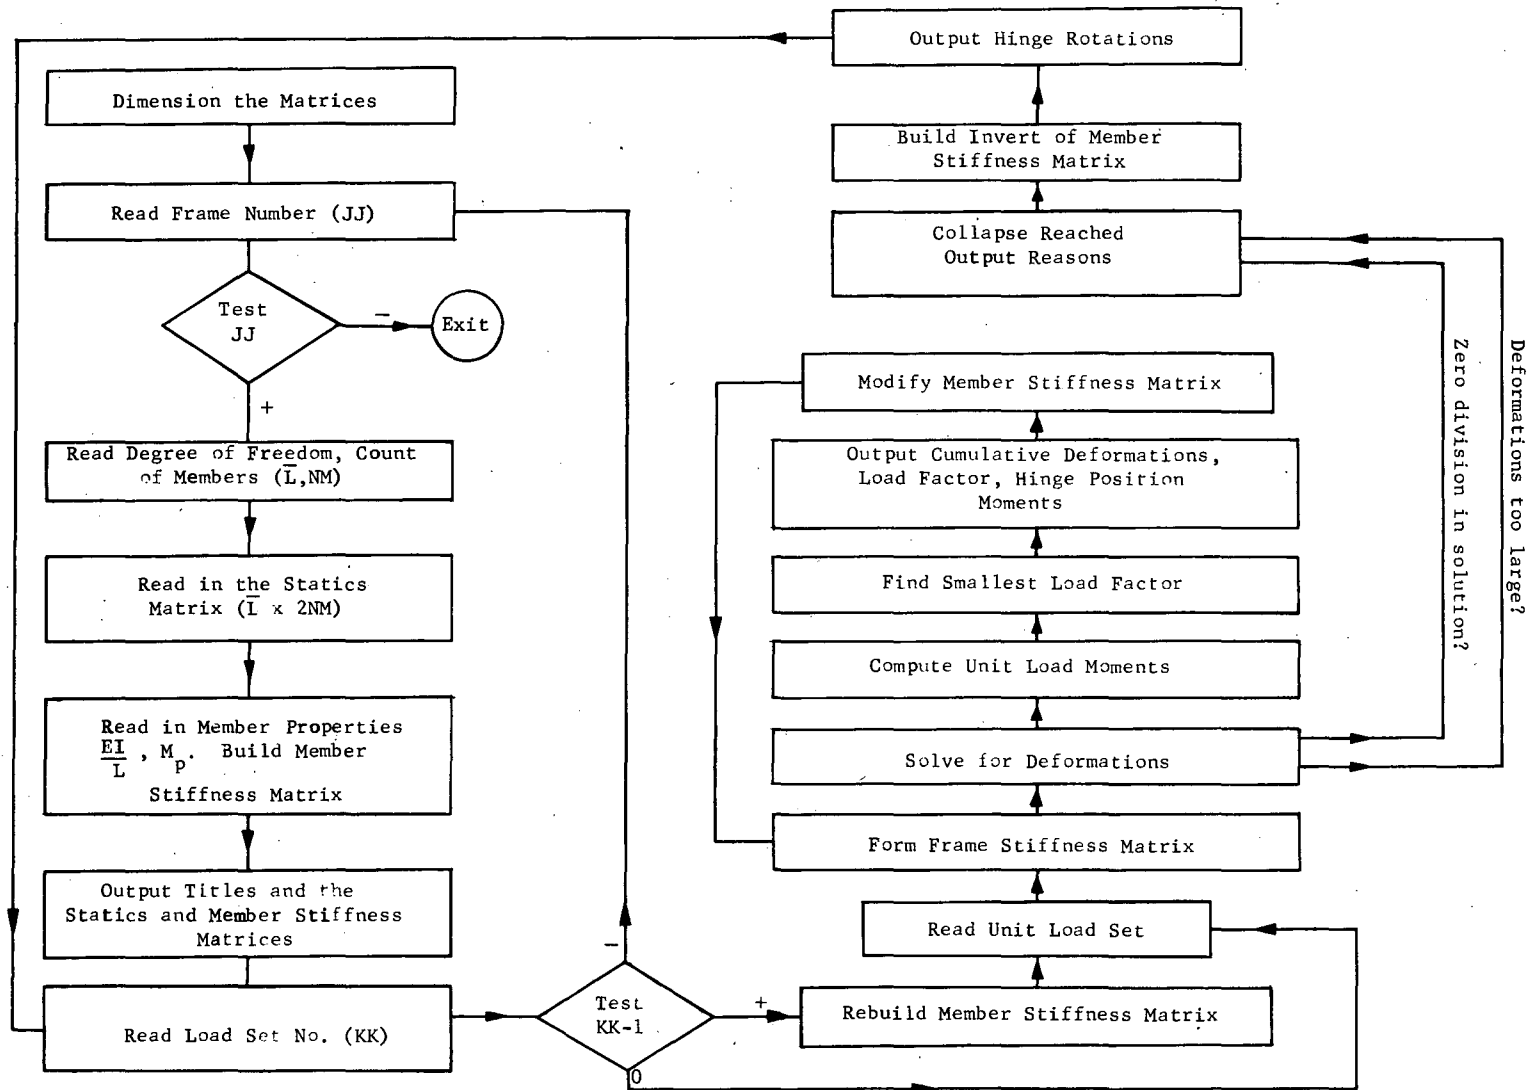 Dimension the Matrices
Read Frame Number (JJ)
Test
JJ
–
Exit
+
Read Degree of Freedom, Count
of Members (L̅,NM)
Read in the Statics
Matrix (L̅ x 2NM)
Read in Member Properties
EI
L
, M
p
. Build Member
Stiffness Matrix
Output Titles and the
Statics and Member Stiffness
Matrices
Read Load Set No. (KK)
–
Test
KK-1
+
0
Output Hinge Rotations
Build Invert of Member
Stiffness Matrix
Collapse Reached
Output Reasons
Modify Member Stiffness Matrix
Output Cumulative Deformations,
Load Factor, Hinge Position
Moments
Find Smallest Load Factor
Compute Unit Load Moments
Solve for Deformations
Form Frame Stiffness Matrix
Read Unit Load Set
Rebuild Member Stiffness Matrix
Zero division in solution?
Deformations too large?